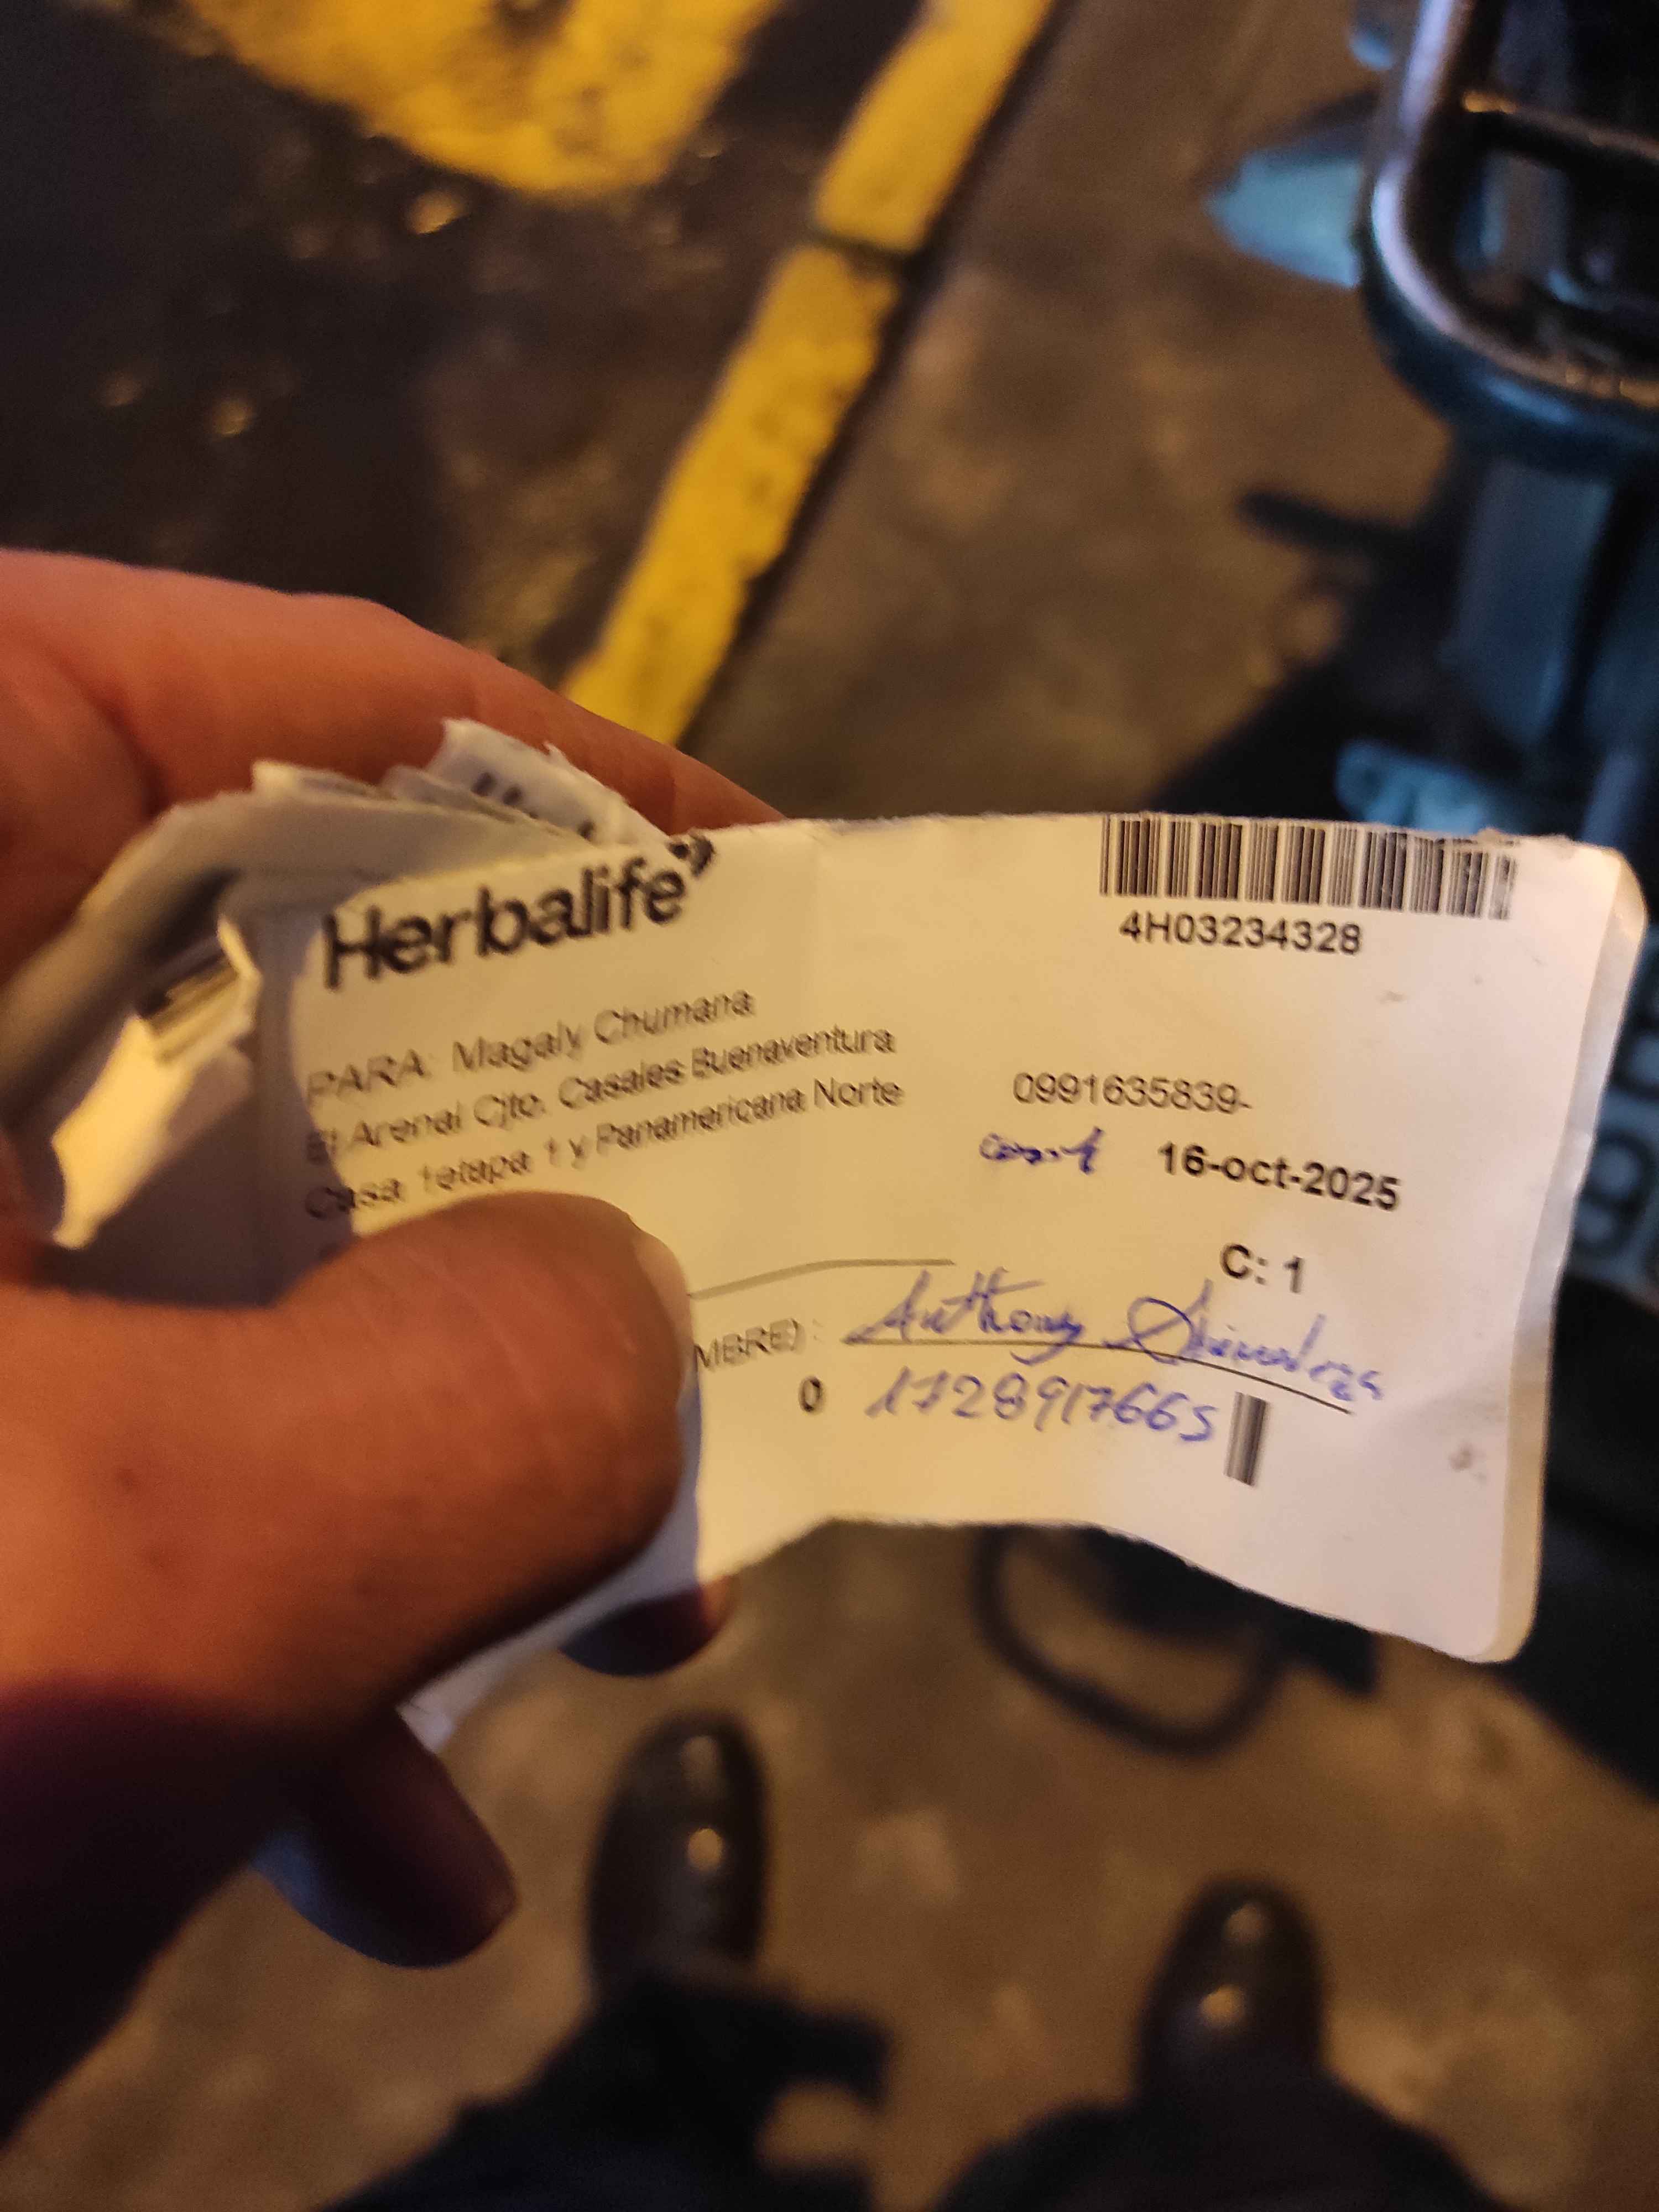 Herbalife
4H03234328
PARA: Magaly Chumana
El Arenal Cjto. Casales Buenaventura
Casa 1etapa 1 y Panamericana Norte
0991635839-
16-oct-2025
C: 1
MBRE) : Anthony
0 1728917665